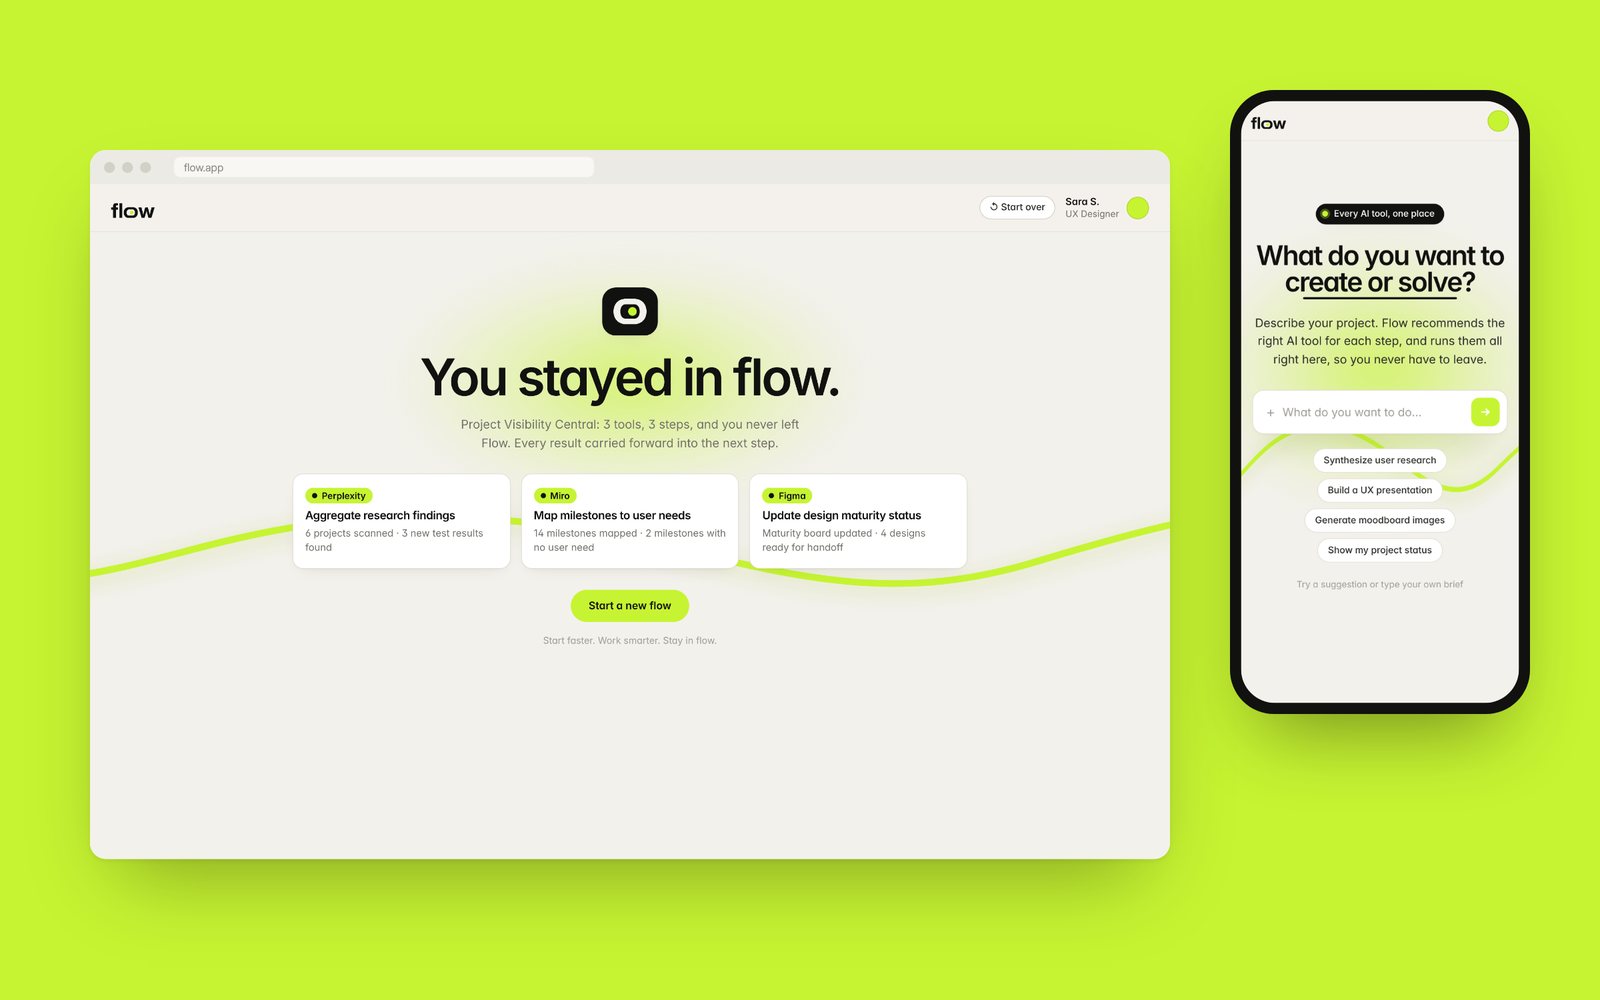 flow.app
flow
Start over
Sara S.
UX Designer
You stayed in flow.
Project Visibility Central: 3 tools, 3 steps, and you never left
Flow. Every result carried forward into the next step.
Perplexity
Aggregate research findings
6 projects scanned · 3 new test results
found
Miro
Map milestones to user needs
14 milestones mapped · 2 milestones with
no user need
Figma
Update design maturity status
Maturity board updated · 4 designs
ready for handoff
Start a new flow
Start faster. Work smarter. Stay in flow.
flow
Every AI tool, one place
What do you want to
create or solve?
Describe your project. Flow recommends the
right AI tool for each step, and runs them all
right here, so you never have to leave.
+ What do you want to do...
Synthesize user research
Build a UX presentation
Generate moodboard images
Show my project status
Try a suggestion or type your own brief